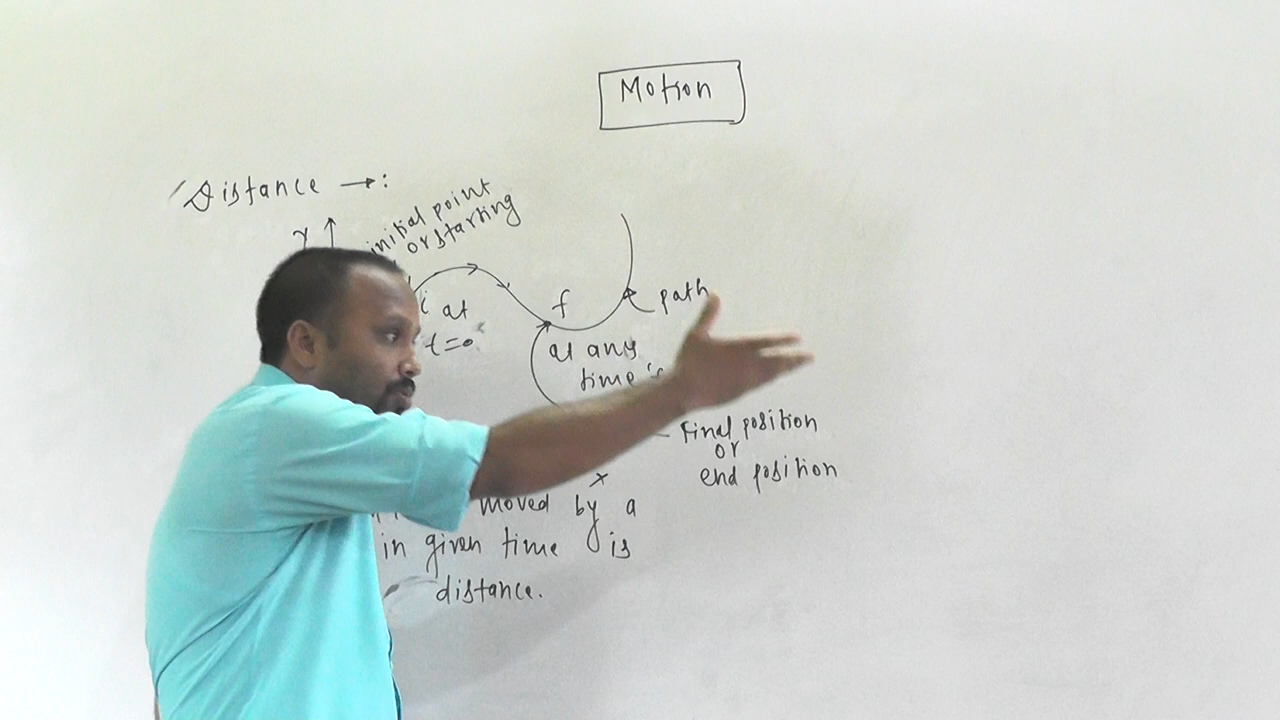 Motion
Distance →:
Y
initial point
or starting
i at
t=0
f
path
at any
time
Final position
or
end position
x
moved by a
in given time is
distance.